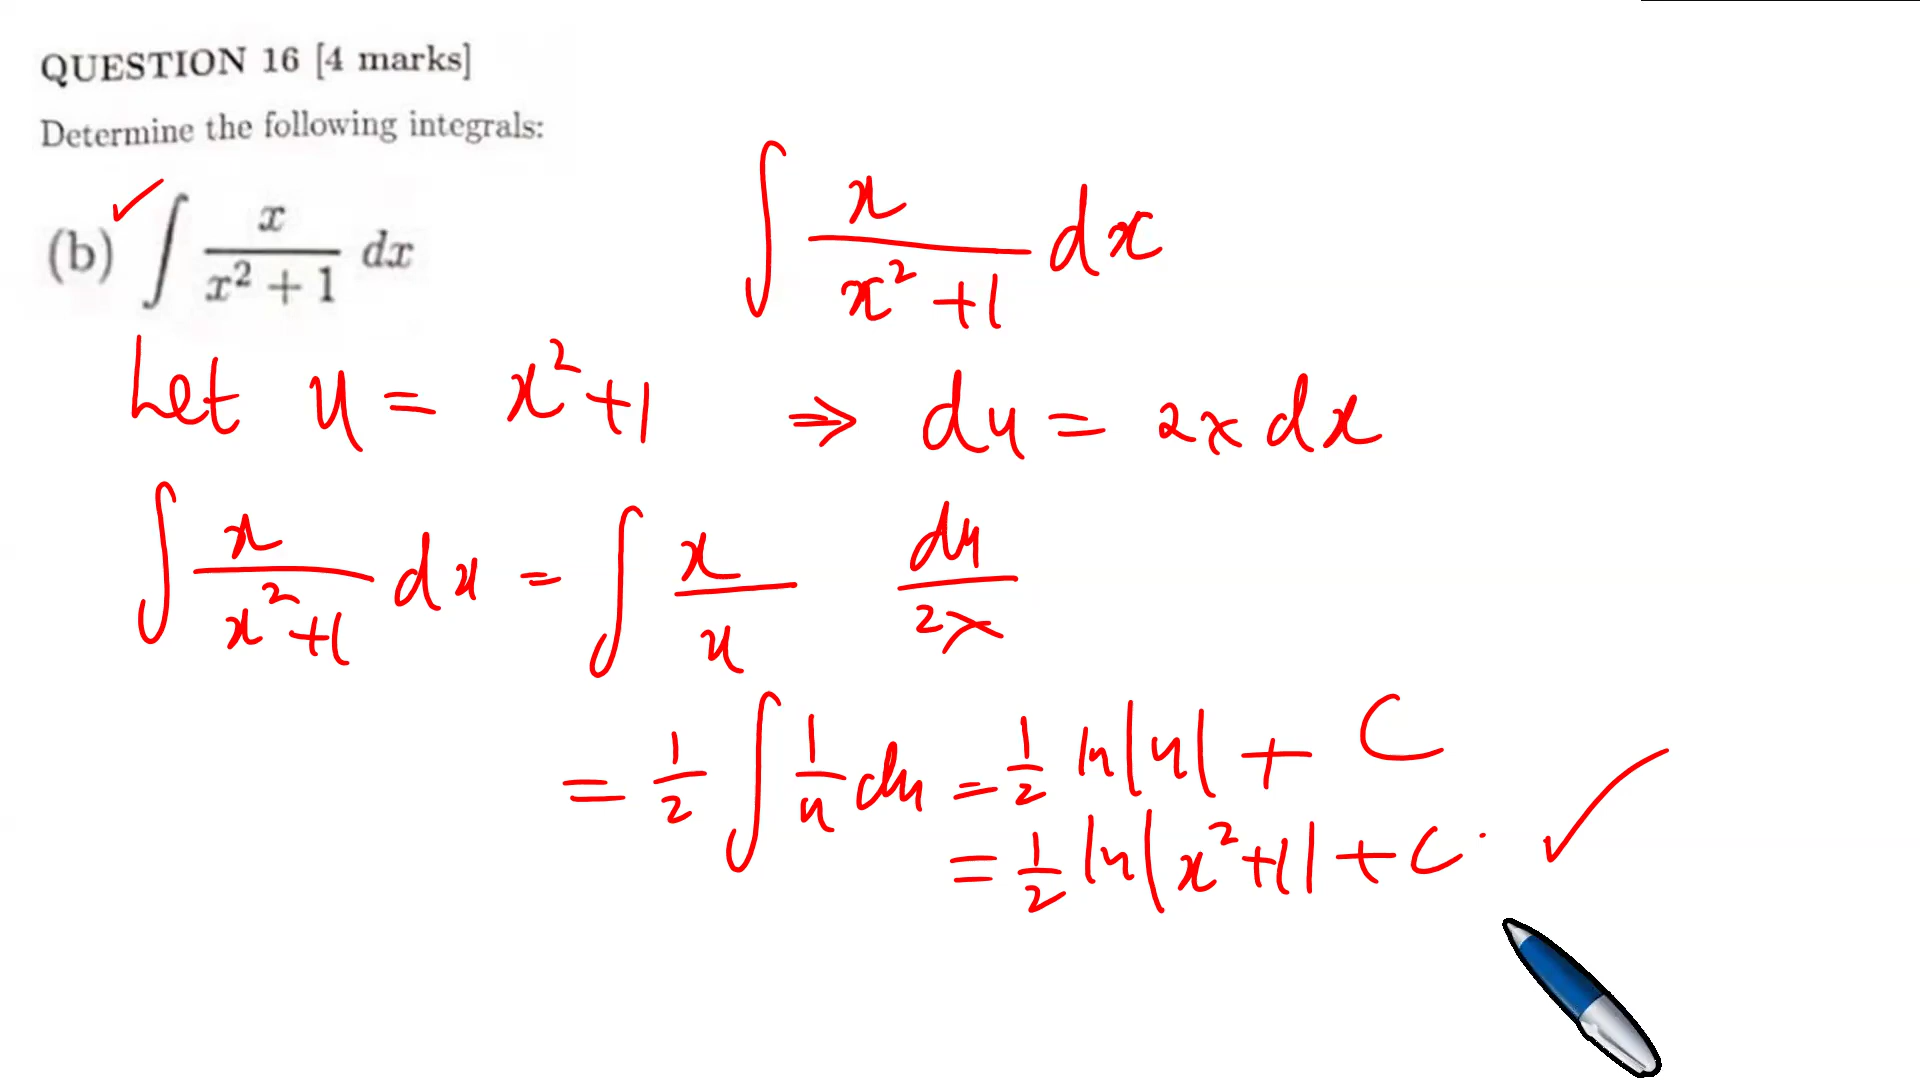 QUESTION 16 [4 marks]
Determine the following integrals:
(b) ∫ x/(x² + 1) dx
∫ x/(x² + 1) dx
Let u = x² + 1 ⇒ du = 2x dx
∫ x/(x² + 1) dx = ∫ x/u du/2x
= 1/2 ∫ 1/u du = 1/2 ln|u| + C
= 1/2 ln|x² + 1| + C.